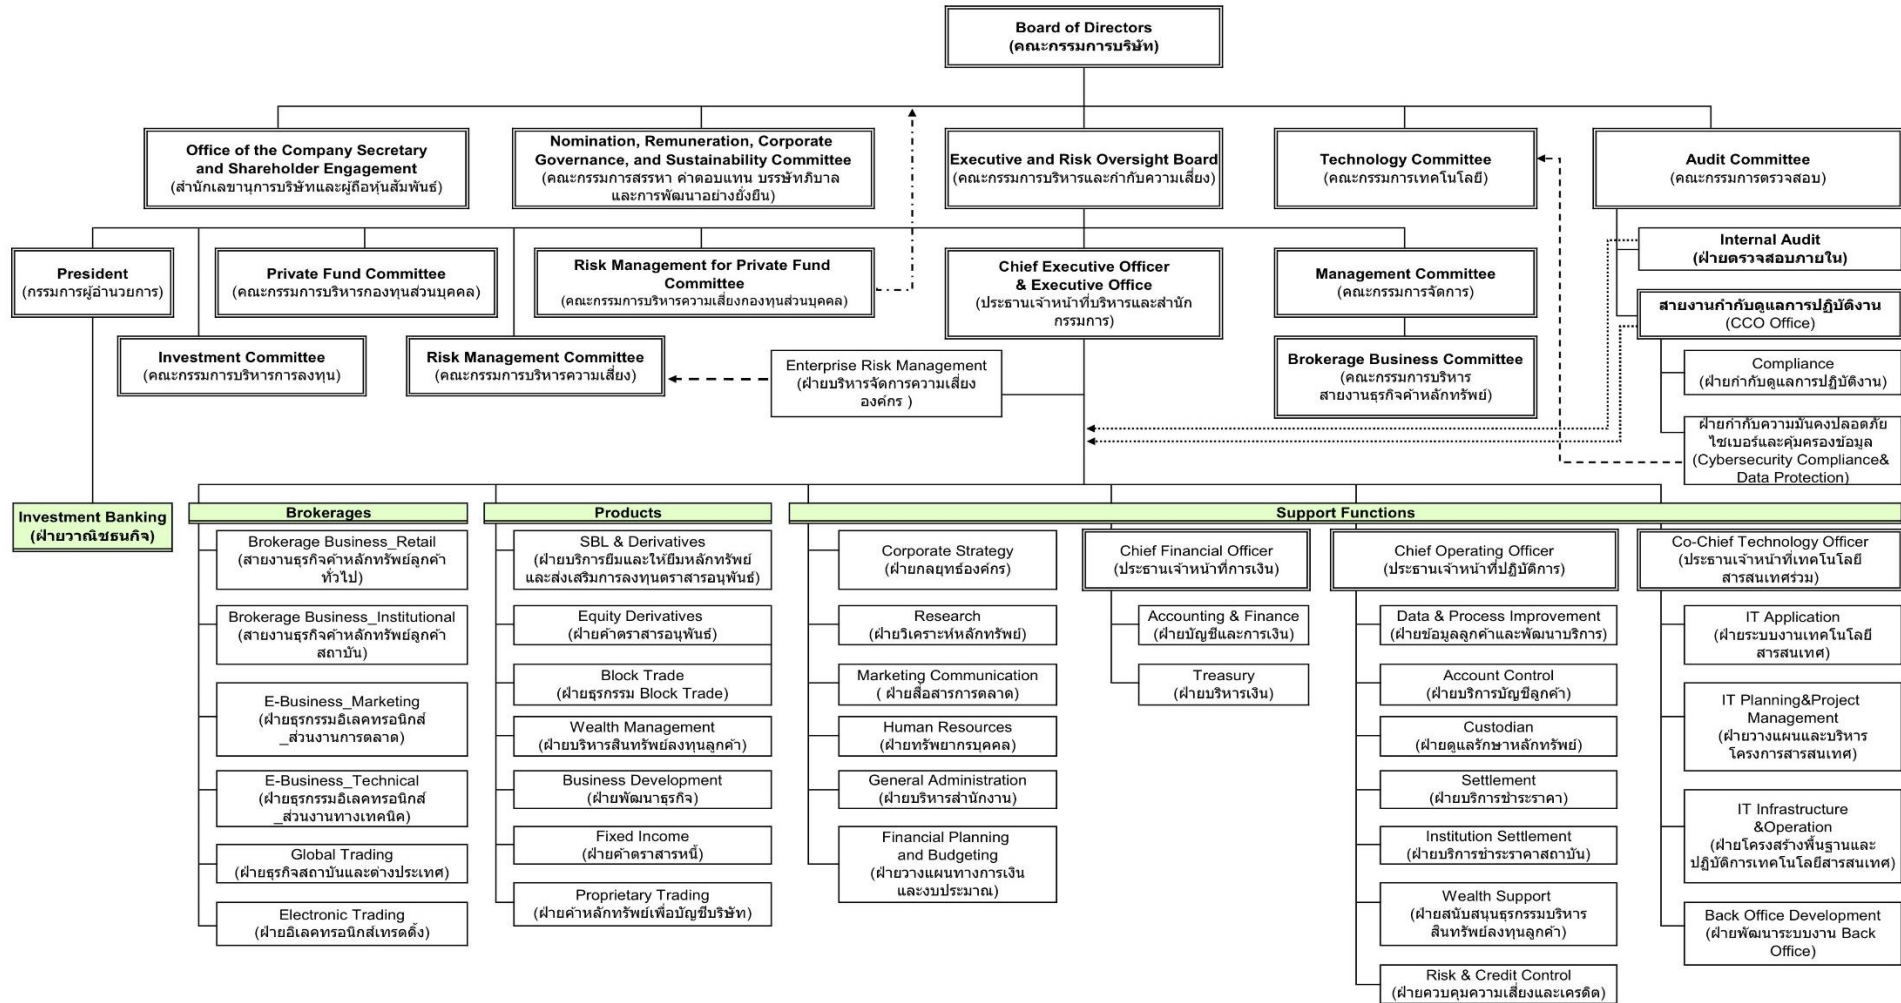 Board of Directors
(คณะกรรมการบริษัท)
Office of the Company Secretary
and Shareholder Engagement
(สำนักเลขานุการบริษัทและผู้ถือหุ้นสัมพันธ์)
Nomination, Remuneration, Corporate
Governance, and Sustainability Committee
(คณะกรรมการสรรหา ค่าตอบแทน บรรษัทภิบาล
และการพัฒนาอย่างยั่งยืน)
Executive and Risk Oversight Board
(คณะกรรมการบริหารและกำกับความเสี่ยง)
Technology Committee
(คณะกรรมการเทคโนโลยี)
Audit Committee
(คณะกรรมการตรวจสอบ)
President
(กรรมการผู้อำนวยการ)
Private Fund Committee
(คณะกรรมการบริหารกองทุนส่วนบุคคล)
Risk Management for Private Fund
Committee
(คณะกรรมการบริหารความเสี่ยงกองทุนส่วนบุคคล)
Chief Executive Officer
& Executive Office
(ประธานเจ้าหน้าที่บริหารและสำนัก
กรรมการ)
Management Committee
(คณะกรรมการจัดการ)
Internal Audit
(ฝ่ายตรวจสอบภายใน)
สายงานกำกับดูแลการปฏิบัติงาน
(CCO Office)
Investment Committee
(คณะกรรมการบริหารการลงทุน)
Risk Management Committee
(คณะกรรมการบริหารความเสี่ยง)
Enterprise Risk Management
(ฝ่ายบริหารจัดการความเสี่ยง
องค์กร )
Brokerage Business Committee
(คณะกรรมการบริหาร
สายงานธุรกิจค้าหลักทรัพย์)
Compliance
(ฝ่ายกำกับดูแลการปฏิบัติงาน)
ฝ่ายกำกับความมั่นคงปลอดภัย
ไซเบอร์และคุ้มครองข้อมูล
(Cybersecurity Compliance&
Data Protection)
Investment Banking
(ฝ่ายวาณิชธนกิจ)
Brokerages
Brokerage Business_Retail
(สายงานธุรกิจค้าหลักทรัพย์ลูกค้า
ทั่วไป)
Brokerage Business_Institutional
(สายงานธุรกิจค้าหลักทรัพย์ลูกค้า
สถาบัน)
E-Business_Marketing
(ฝ่ายธุรกรรมอิเลคทรอนิกส์
_ส่วนงานการตลาด)
E-Business_Technical
(ฝ่ายธุรกรรมอิเลคทรอนิกส์
_ส่วนงานทางเทคนิค)
Global Trading
(ฝ่ายธุรกิจสถาบันและต่างประเทศ)
Electronic Trading
(ฝ่ายอิเลคทรอนิกส์เทรดดิ้ง)
Products
SBL & Derivatives
(ฝ่ายบริการยืมและให้ยืมหลักทรัพย์
และส่งเสริมการลงทุนตราสารอนุพันธ์)
Equity Derivatives
(ฝ่ายค้าตราสารอนุพันธ์)
Block Trade
(ฝ่ายธุรกรรม Block Trade)
Wealth Management
(ฝ่ายบริหารสินทรัพย์ลงทุนลูกค้า)
Business Development
(ฝ่ายพัฒนาธุรกิจ)
Fixed Income
(ฝ่ายค้าตราสารหนี้)
Proprietary Trading
(ฝ่ายค้าหลักทรัพย์เพื่อบัญชีบริษัท)
Support Functions
Corporate Strategy
(ฝ่ายกลยุทธ์องค์กร)
Research
(ฝ่ายวิเคราะห์หลักทรัพย์)
Marketing Communication
( ฝ่ายสื่อสารการตลาด)
Human Resources
(ฝ่ายทรัพยากรบุคคล)
General Administration
(ฝ่ายบริหารสำนักงาน)
Financial Planning
and Budgeting
(ฝ่ายวางแผนทางการเงิน
และงบประมาณ)
Chief Financial Officer
(ประธานเจ้าหน้าที่การเงิน)
Accounting & Finance
(ฝ่ายบัญชีและการเงิน)
Treasury
(ฝ่ายบริหารเงิน)
Chief Operating Officer
(ประธานเจ้าหน้าที่ปฏิบัติการ)
Data & Process Improvement
(ฝ่ายข้อมูลลูกค้าและพัฒนาบริการ)
Account Control
(ฝ่ายบริการบัญชีลูกค้า)
Custodian
(ฝ่ายดูแลรักษาหลักทรัพย์)
Settlement
(ฝ่ายบริการชำระราคา)
Institution Settlement
(ฝ่ายบริการชำระราคาสถาบัน)
Wealth Support
(ฝ่ายสนับสนุนธุรกรรมบริหาร
สินทรัพย์ลงทุนลูกค้า)
Risk & Credit Control
(ฝ่ายควบคุมความเสี่ยงและเครดิต)
Co-Chief Technology Officer
(ประธานเจ้าหน้าที่เทคโนโลยี
สารสนเทศร่วม)
IT Application
(ฝ่ายระบบงานเทคโนโลยี
สารสนเทศ)
IT Planning&Project
Management
(ฝ่ายวางแผนและบริหาร
โครงการสารสนเทศ)
IT Infrastructure
&Operation
(ฝ่ายโครงสร้างพื้นฐานและ
ปฏิบัติการเทคโนโลยีสารสนเทศ)
Back Office Development
(ฝ่ายพัฒนาระบบงาน Back
Office)